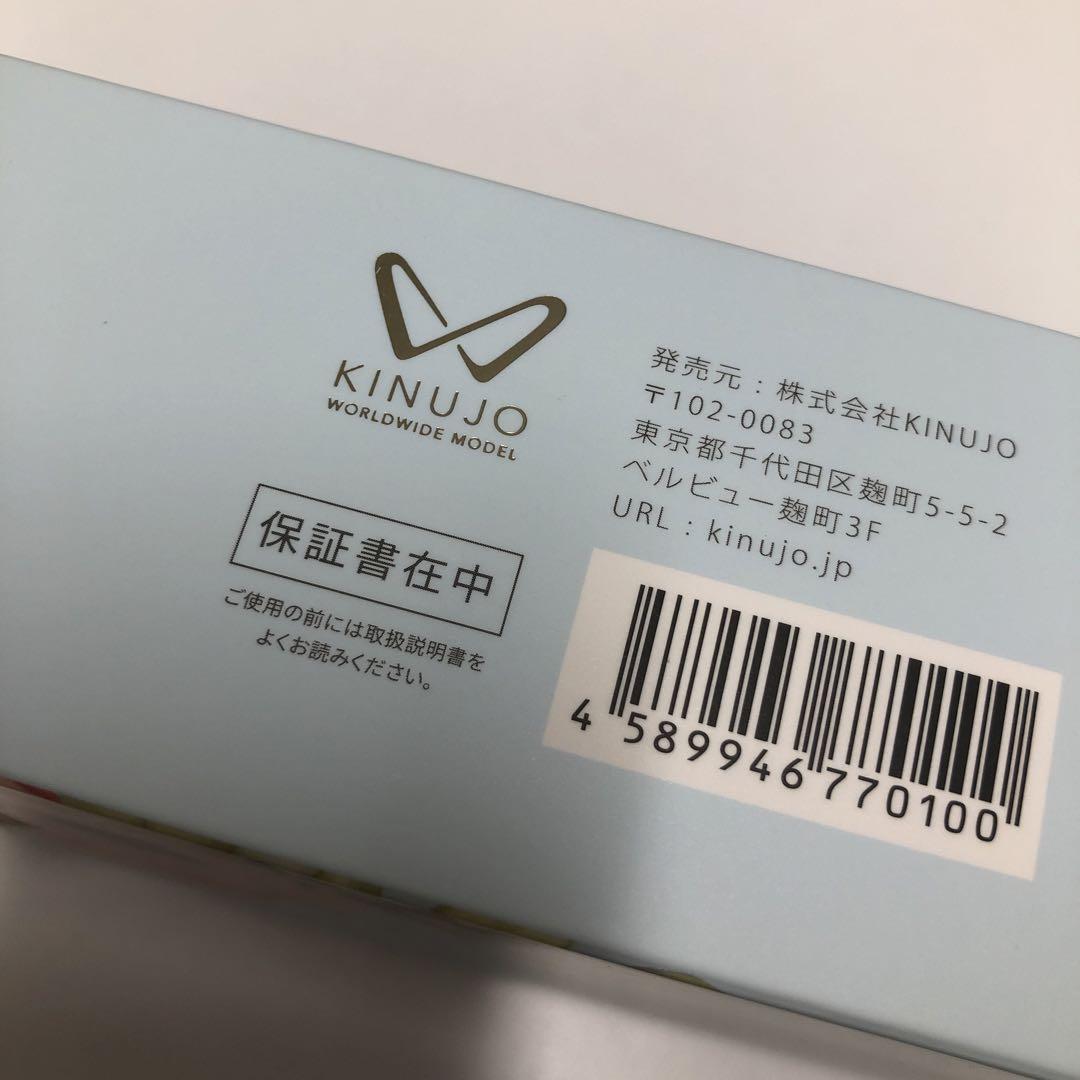 KINUJO
WORLDWIDE MODEL
保証書在中
ご使用の前には取扱説明書を
よくお読みください。
発売元：株式会社KINUJO
〒102-0083
東京都千代田区麹町5-5-2
ベルビュー麹町3F
URL：kinujo.jp
4 589946 770100